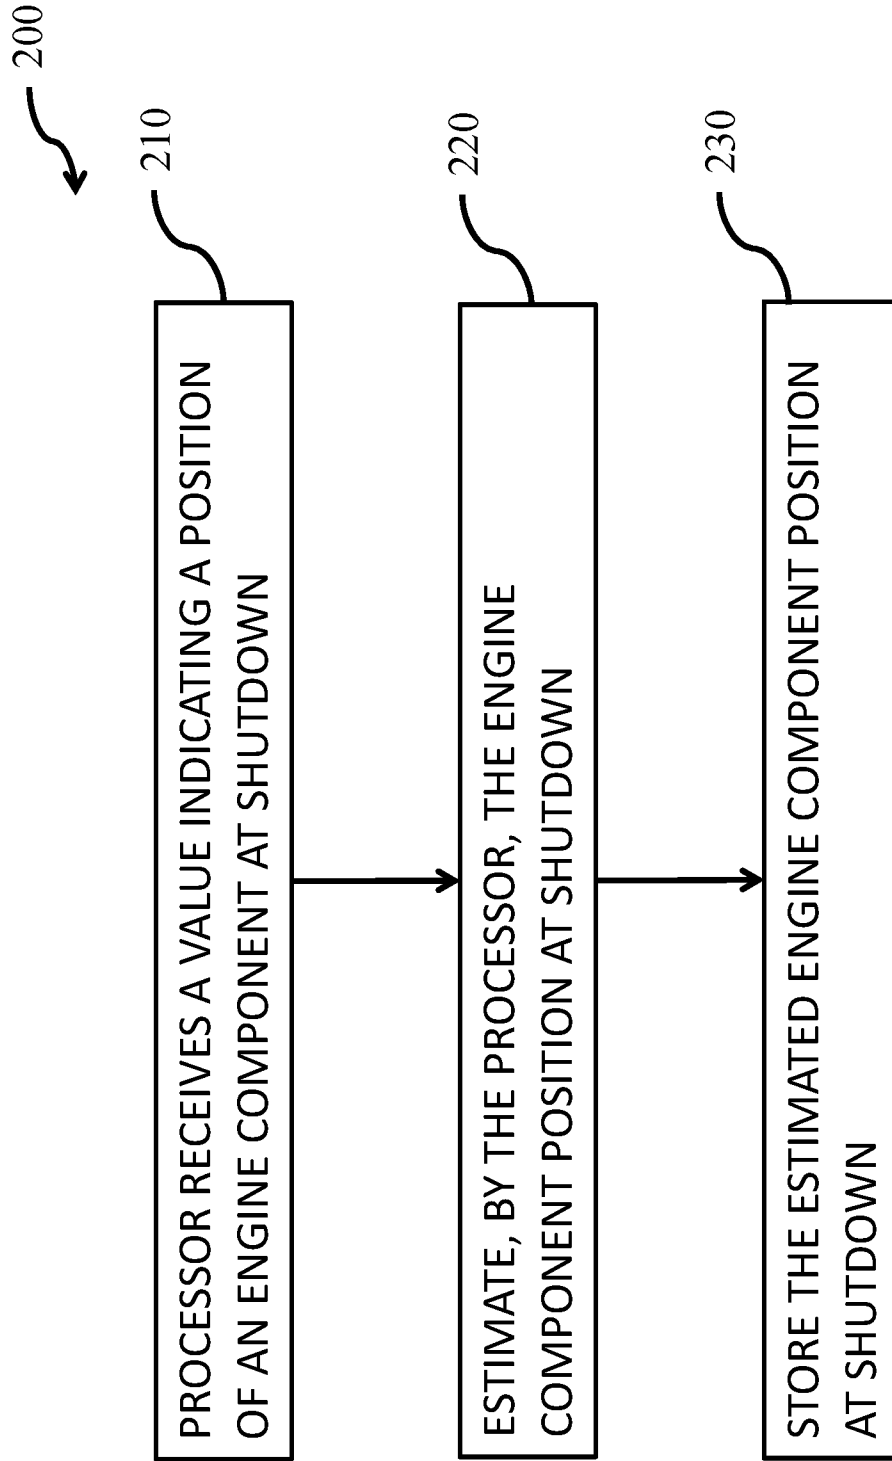 200
210
PROCESSOR RECEIVES A VALUE INDICATING A POSITION
OF AN ENGINE COMPONENT AT SHUTDOWN
220
ESTIMATE, BY THE PROCESSOR, THE ENGINE
COMPONENT POSITION AT SHUTDOWN
230
STORE THE ESTIMATED ENGINE COMPONENT POSITION
AT SHUTDOWN